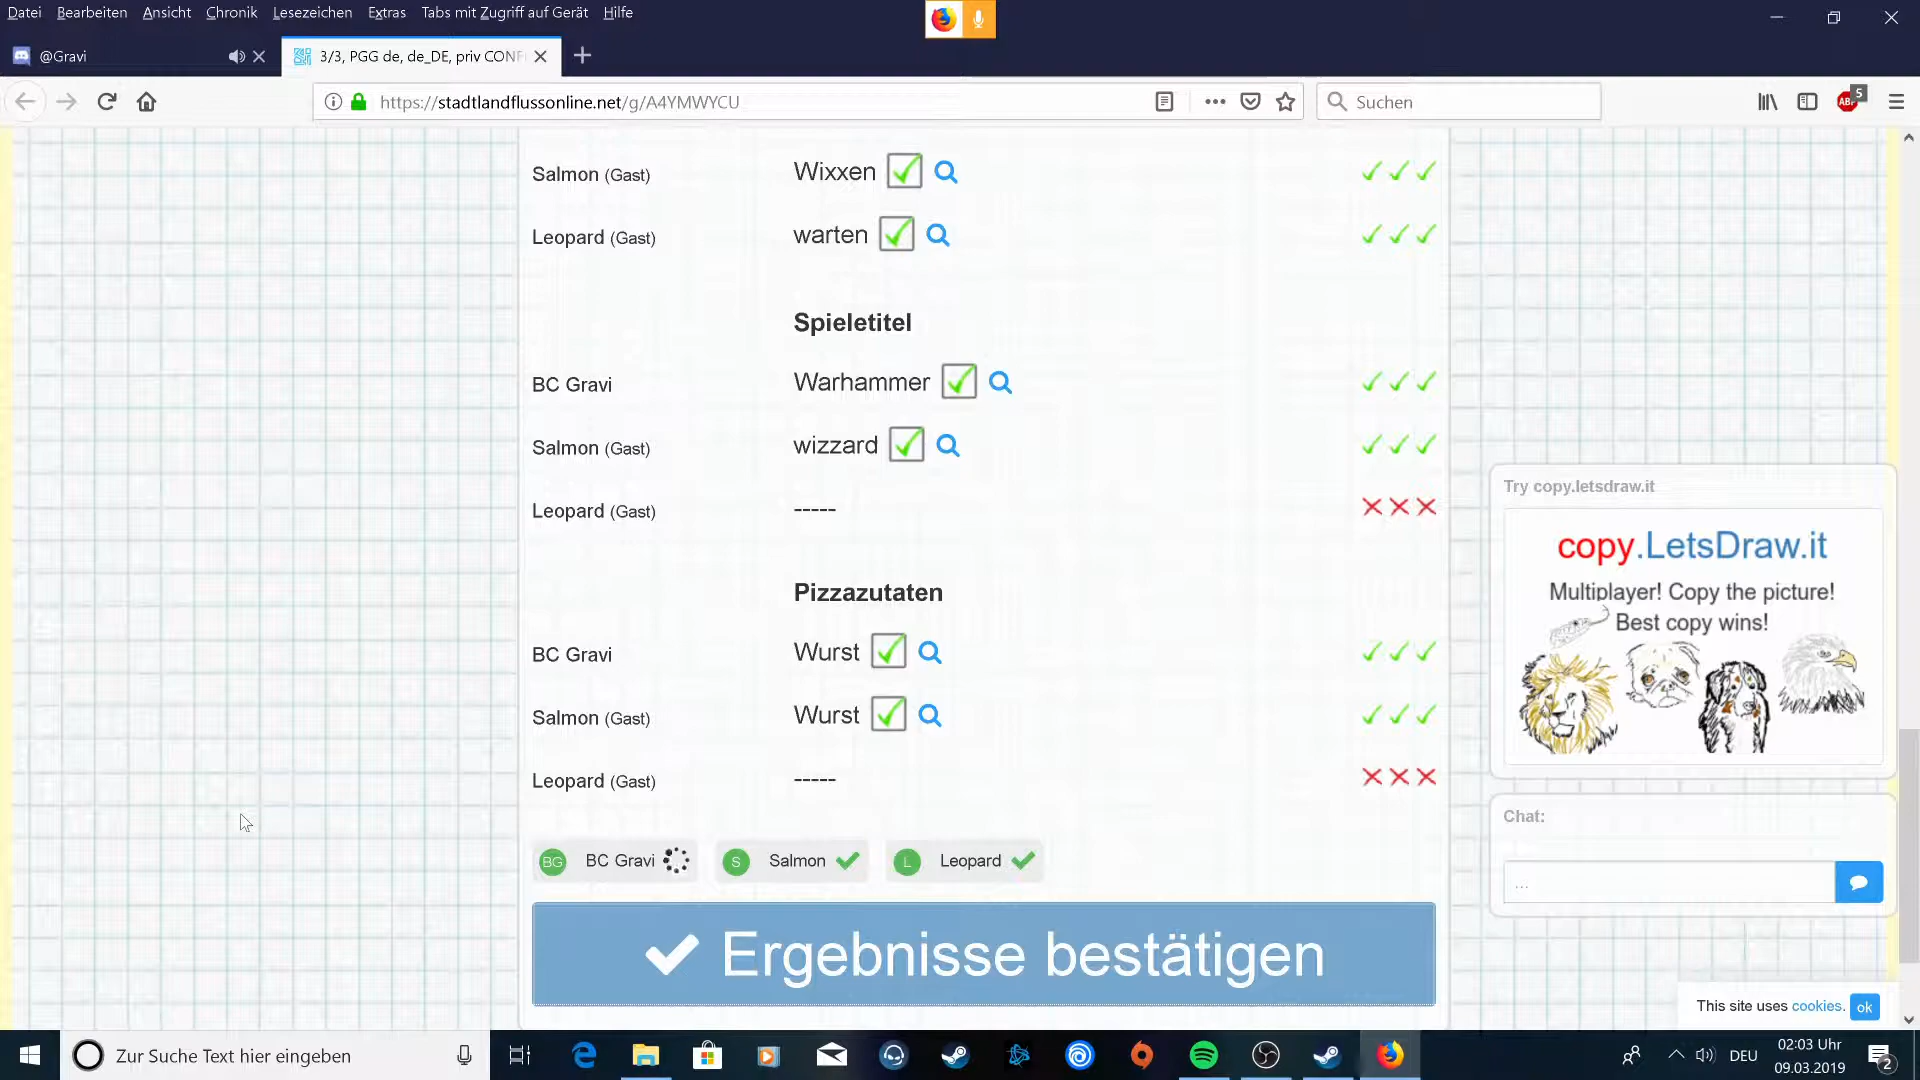 Datei Bearbeiten Ansicht Chronik Lesezeichen Extras Tabs mit Zugriff auf Gerät Hilfe
@Gravi
3/3, PGG de, de_DE, priv CONF
https://stadtlandflussonline.net/g/A4YMWYCU
Suchen
ABP
5
Salmon (Gast) Wixxen
Leopard (Gast) warten
Spieletitel
BC Gravi Warhammer
Salmon (Gast) wizzard
Leopard (Gast) -----
Pizzazutaten
BC Gravi Wurst
Salmon (Gast) Wurst
Leopard (Gast) -----
BG BC Gravi S Salmon L Leopard
Ergebnisse bestätigen
Try copy.letsdraw.it
copy.LetsDraw.it
Multiplayer! Copy the picture!
Best copy wins!
Chat:
...
This site uses cookies. ok
Zur Suche Text hier eingeben
DEU
02:03 Uhr
09.03.2019
2